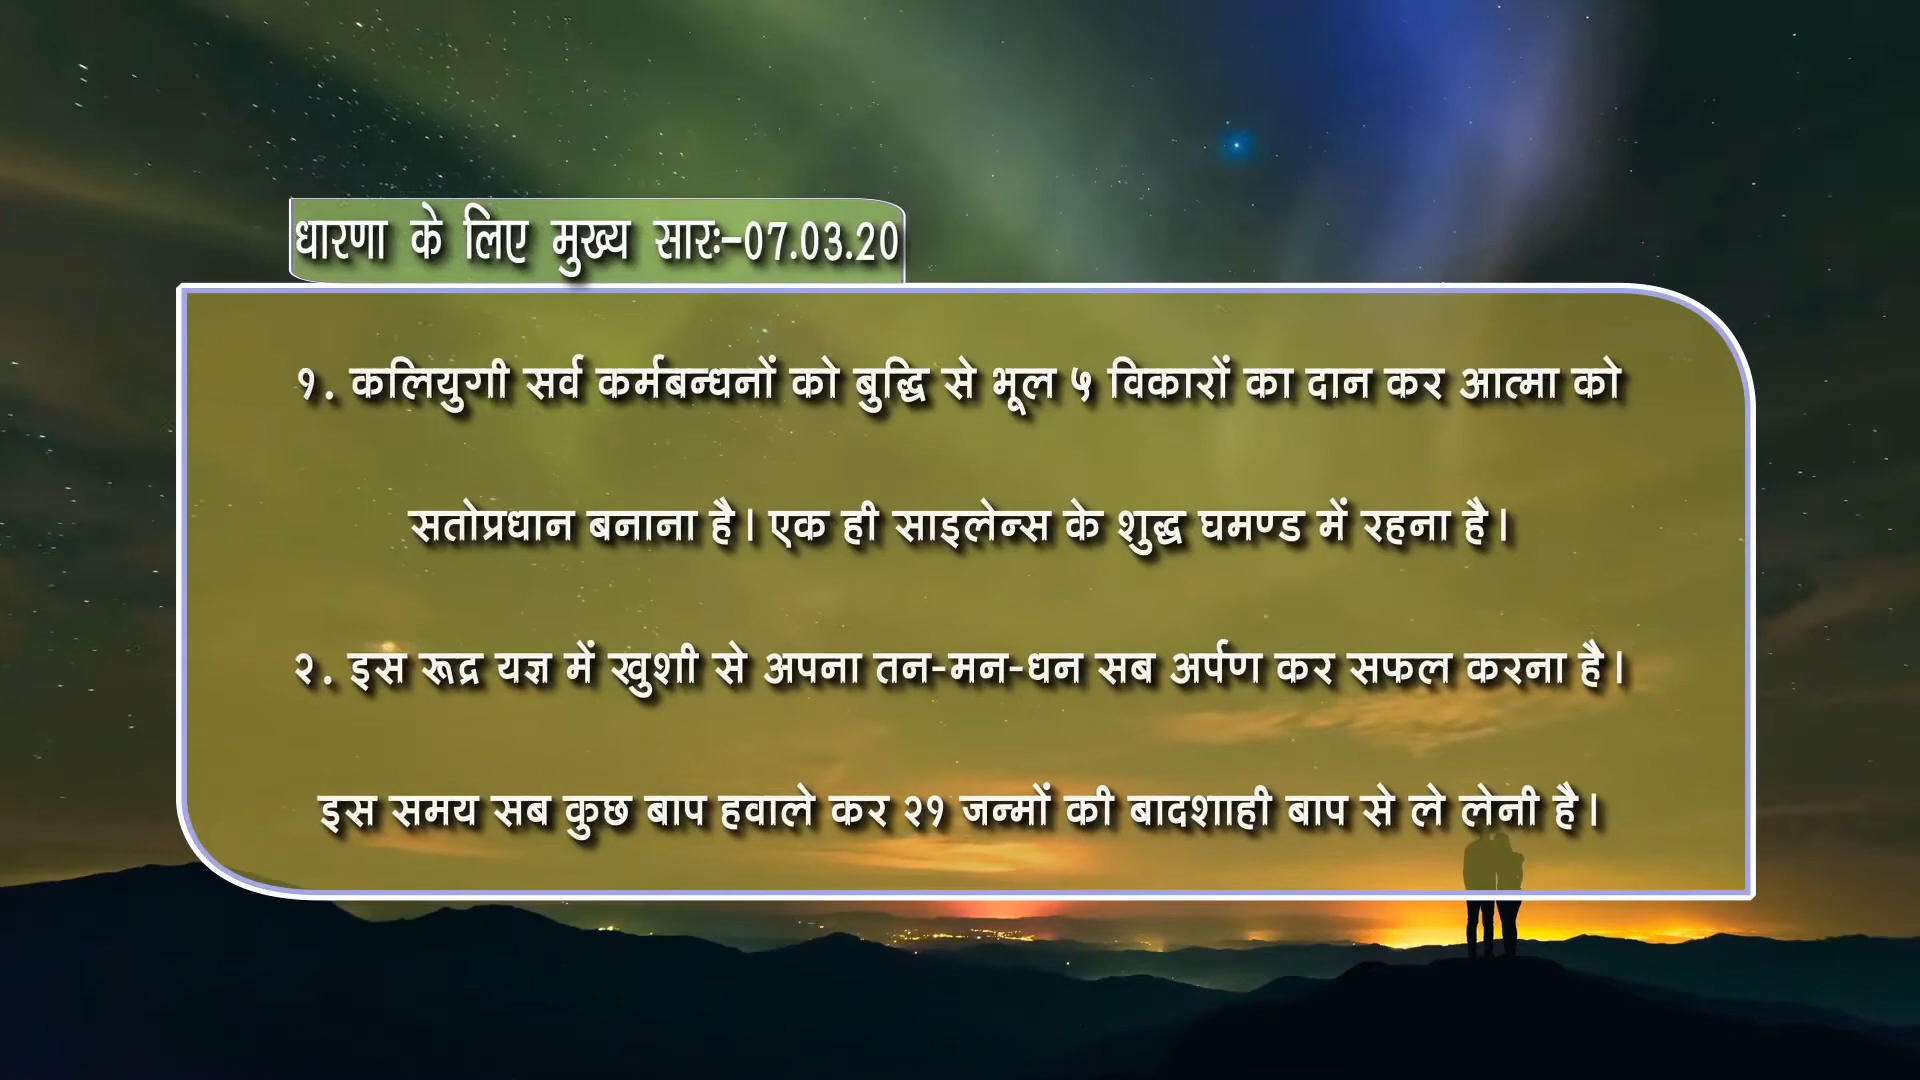 धारणा के लिए मुख्य सारः-07.03.20
१. कलियुगी सर्व कर्मबन्धनों को बुद्धि से भूल ५ विकारों का दान कर आत्मा को
सतोप्रधान बनाना है। एक ही साइलेन्स के शुद्ध घमण्ड में रहना है।
२. इस रूद्र यज्ञ में खुशी से अपना तन-मन-धन सब अर्पण कर सफल करना है।
इस समय सब कुछ बाप हवाले कर २१ जन्मों की बादशाही बाप से ले लेनी है।